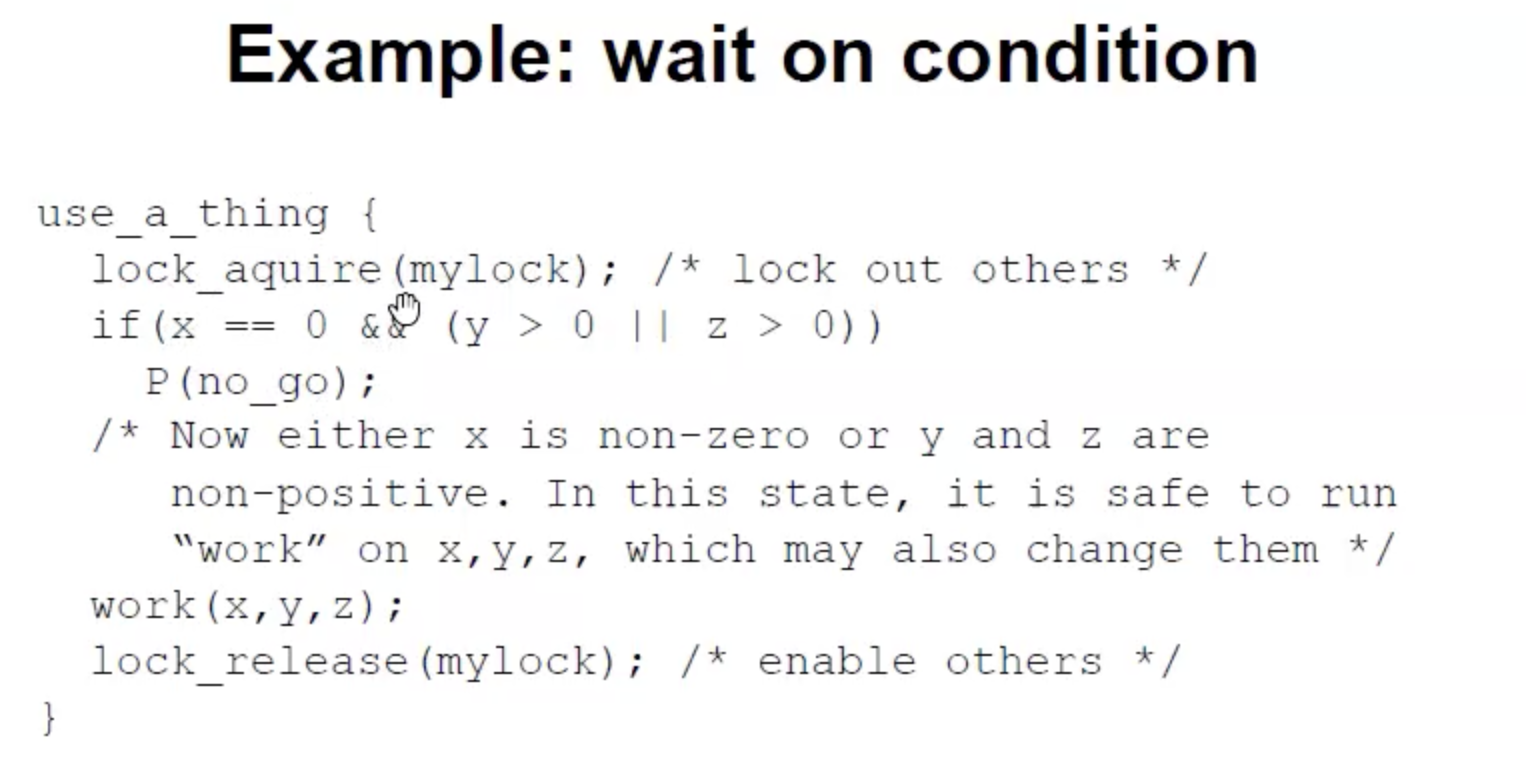 Example: wait on condition
use_a_thing {
lock_aquire(mylock); /* lock out others */
if(x == 0 && (y > 0 || z > 0))
P(no_go);
/* Now either x is non-zero or y and z are
non-positive. In this state, it is safe to run
“work” on x,y,z, which may also change them */
work(x,y,z);
lock_release(mylock); /* enable others */
}